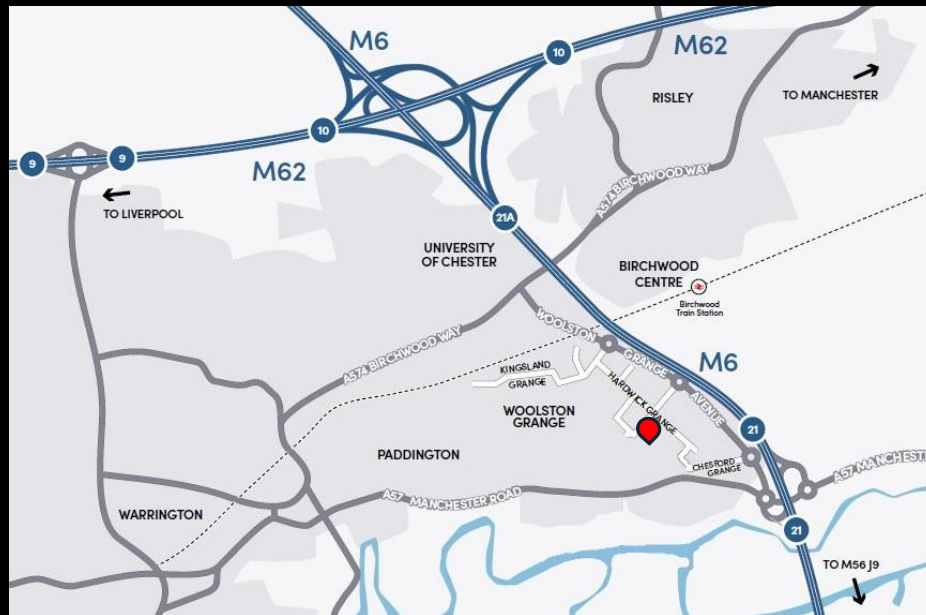 M6
10
M62
RISLEY
TO MANCHESTER
10
9
9
M62
TO LIVERPOOL
A574 BIRCHWOOD WAY
21A
UNIVERSITY
OF CHESTER
BIRCHWOOD
CENTRE
Birchwood
Train Station
WOOLSTON GRANGE AVENUE
A574 BIRCHWOOD WAY
M6
KINGSLAND
GRANGE
HARDWICK GRANGE
WOOLSTON
GRANGE
21
PADDINGTON
CHESFORD
GRANGE
A57 MANCHESTER ROAD
A57 MANCHE
WARRINGTON
21
TO M56 J9